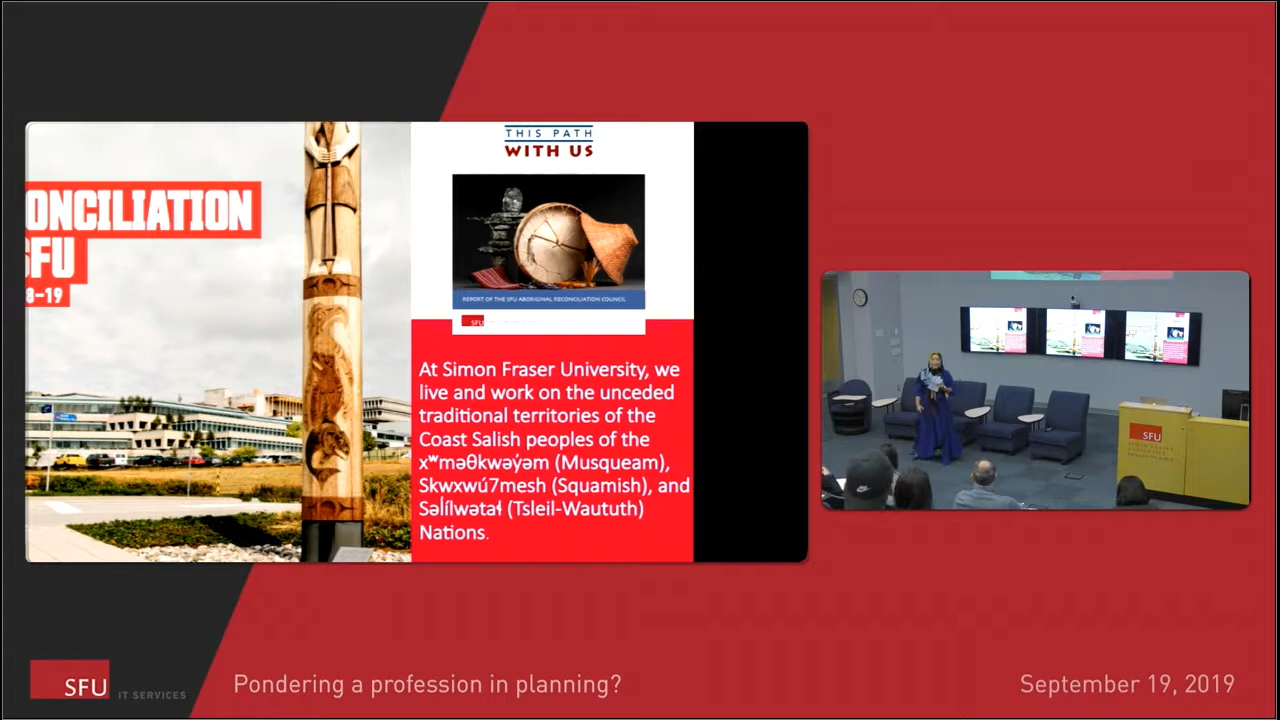 ONCILIATION
SFU
8-19
THIS PATH
WITH US
REPORT OF THE SFU ABORIGINAL RECONCILIATION COUNCIL
SFU
At Simon Fraser University, we
live and work on the unceded
traditional territories of the
Coast Salish peoples of the
xʷməθkwəy̓əm (Musqueam),
Skwxwú7mesh (Squamish), and
Səl̓ílwətaɬ (Tsleil-Waututh)
Nations.
SFU
SFU
IT SERVICES
Pondering a profession in planning?
September 19, 2019